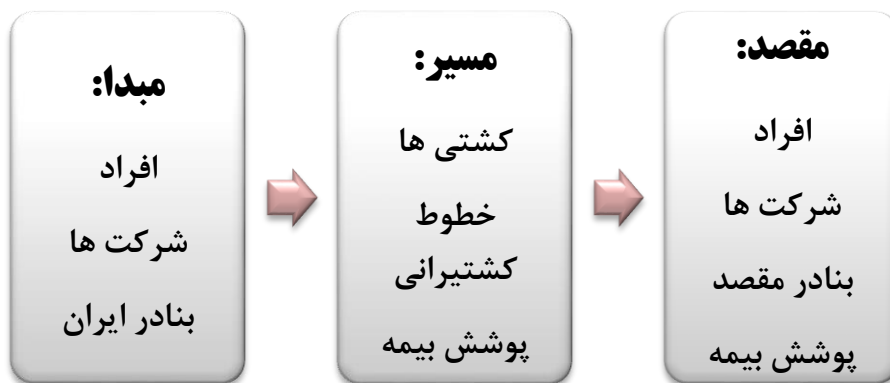 مبدا:
افراد
شرکت ها
بنادر ایران
مسیر:
کشتی ها
خطوط
کشتیرانی
پوشش بیمه
مقصد:
افراد
شرکت ها
بنادر مقصد
پوشش بیمه